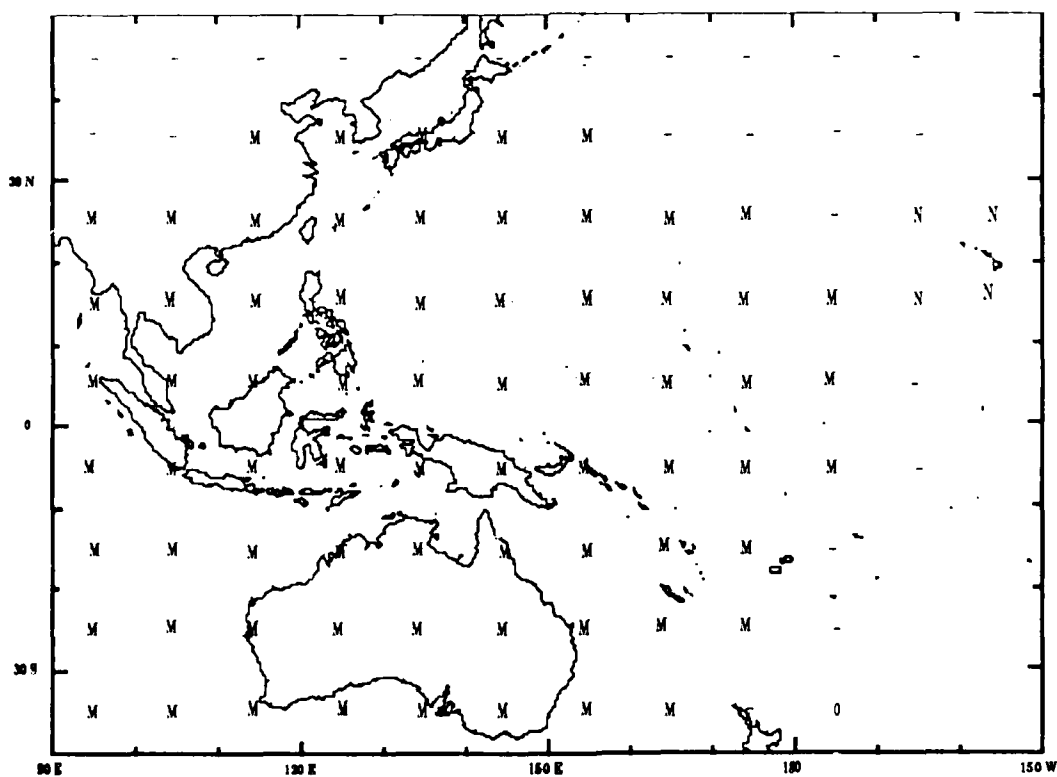 - - - - - - - - - - - -
- - M M M M M - - - - -
30 N
M M M M M M M M M - N N
M M M M M M M M M M N N
M M M M M M M M M M -
0
M M M M M M M M M M -
M M M M M M M M M -
M M M M M M M M M -
30 S
M M M M M M M M - 0
90 E 120 E 150 E 180 150 W